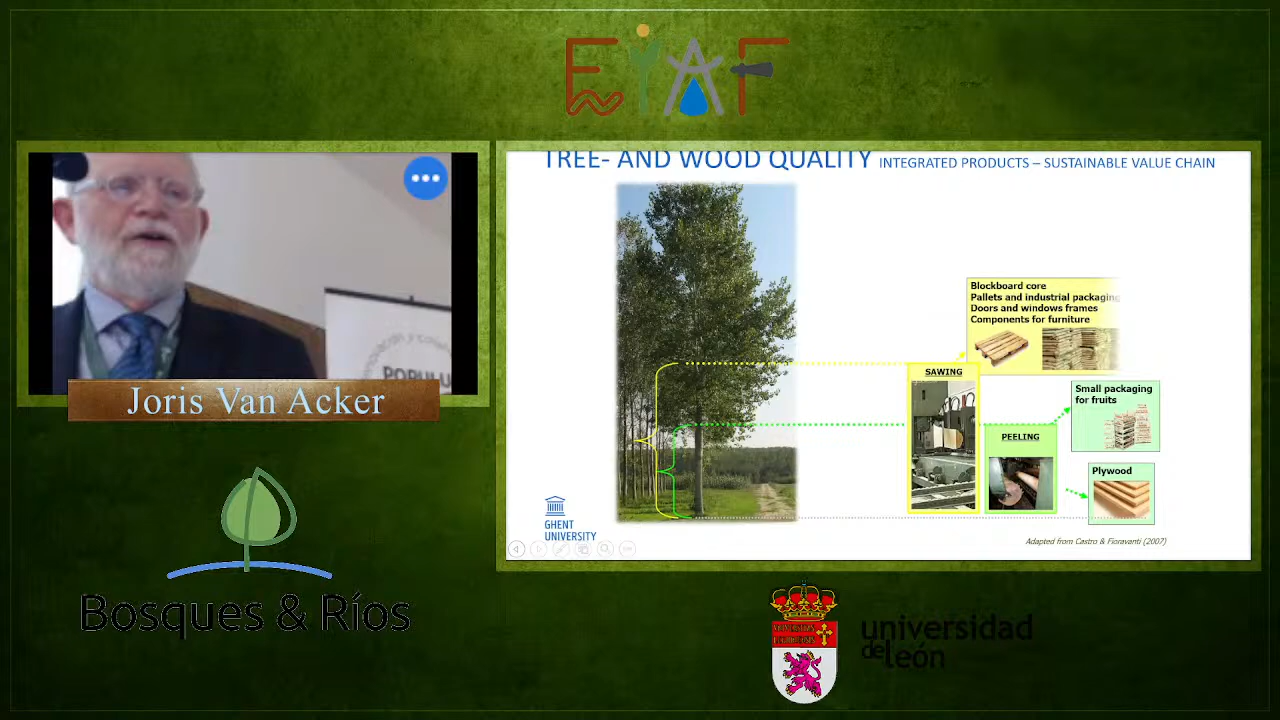 EIAF
TREE- AND WOOD QUALITY INTEGRATED PRODUCTS – SUSTAINABLE VALUE CHAIN
Blockboard core
Pallets and industrial packaging
Doors and windows frames
Components for furniture
SAWING
Small packaging
for fruits
PEELING
Plywood
GHENT
UNIVERSITY
Adapted from Castro & Fioravanti (2007)
POPULU
Joris Van Acker
Bosques & Ríos
universidad
de león